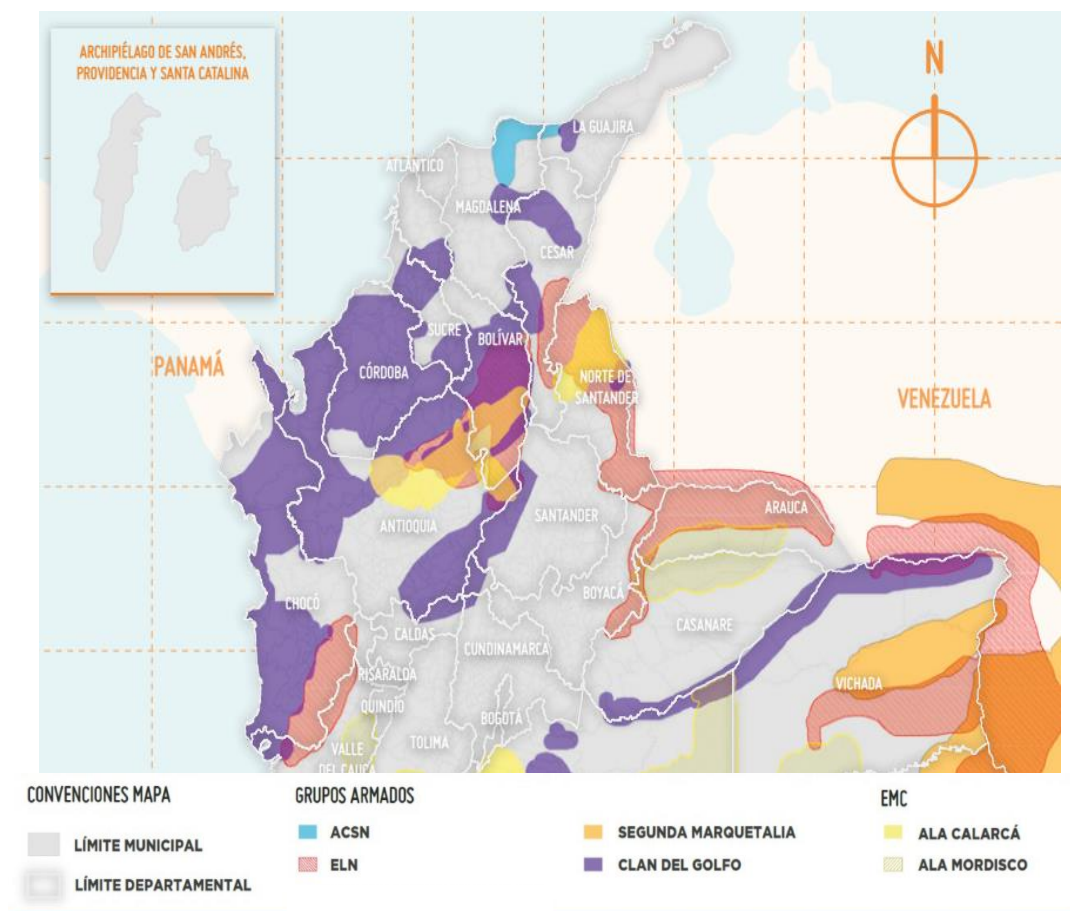 ARCHIPIÉLAGO DE SAN ANDRÉS,
PROVIDENCIA Y SANTA CATALINA
N
LA GUAJIRA
ATLÁNTICO
MAGDALENA
CESAR
SUCRE
BOLÍVAR
PANAMÁ
CÓRDOBA
NORTE DE
SANTANDER
VENEZUELA
ANTIOQUIA
SANTANDER
ARAUCA
CHOCÓ
BOYACÁ
CALDAS
CASANARE
CUNDINAMARCA
RISARALDA
VICHADA
QUINDÍO
BOGOTÁ
TOLIMA
VALLE
DEL CAUCA
CONVENCIONES MAPA
LÍMITE MUNICIPAL
LÍMITE DEPARTAMENTAL
GRUPOS ARMADOS
ACSN
ELN
SEGUNDA MARQUETALIA
CLAN DEL GOLFO
EMC
ALA CALARCÁ
ALA MORDISCO